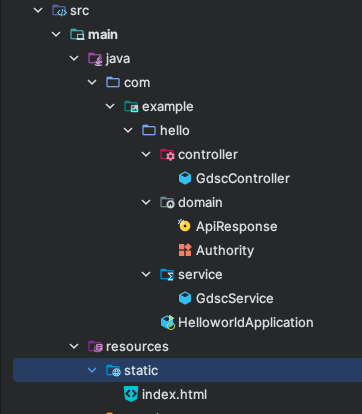 src
main
java
com
example
hello
controller
GdscController
domain
ApiResponse
Authority
service
GdscService
HelloworldApplication
resources
static
index.html